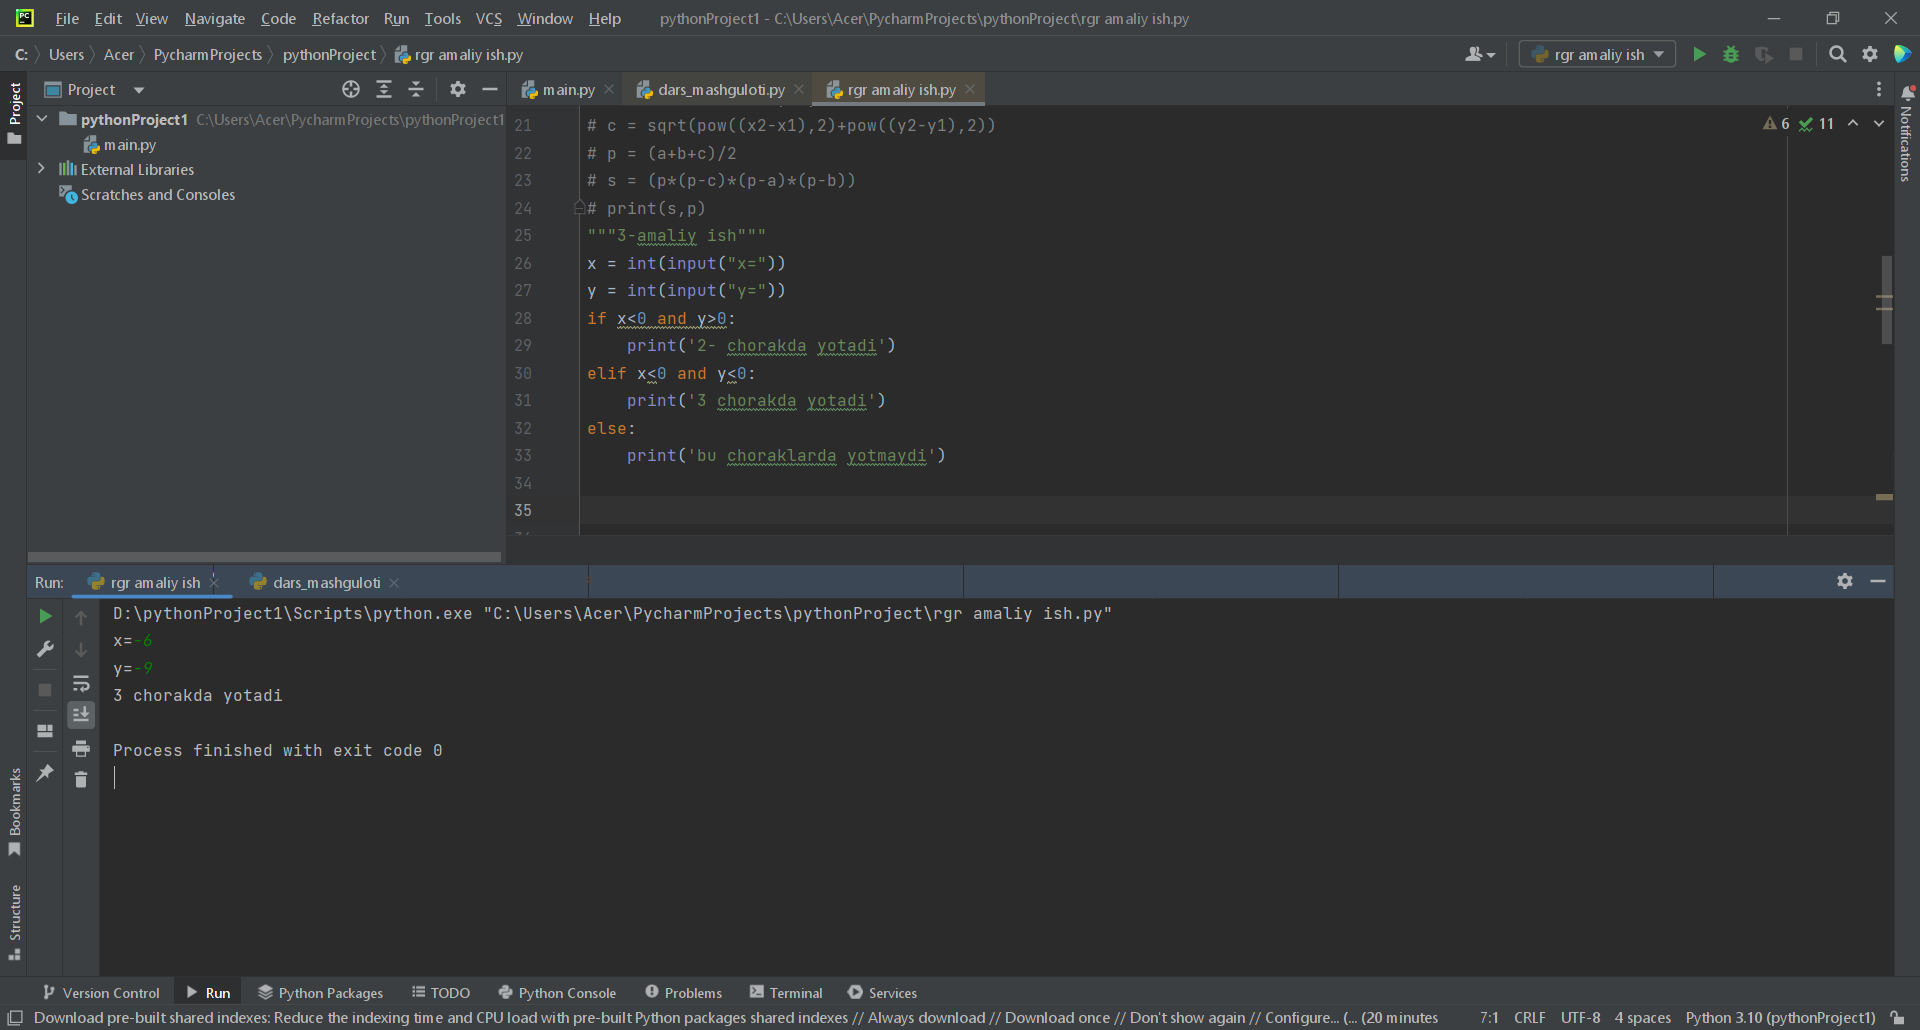 PC
File Edit View Navigate Code Refactor Run Tools VCS Window Help pythonProject1 - C:\Users\Acer\PycharmProjects\pythonProject\rgr amaliy ish.py
C: Users Acer PycharmProjects pythonProject rgr amaliy ish.py rgr amaliy ish
Project
Project
main.py dars_mashguloti.py rgr amaliy ish.py
pythonProject1 C:\Users\Acer\PycharmProjects\pythonProject1
main.py
External Libraries
Scratches and Consoles
6 11
Notifications
21 # c = sqrt(pow((x2-x1),2)+pow((y2-y1),2))
22 # p = (a+b+c)/2
23 # s = (p*(p-c)*(p-a)*(p-b))
24 # print(s,p)
25 """3-amaliy ish"""
26 x = int(input("x="))
27 y = int(input("y="))
28 if x<0 and y>0:
29 print('2- chorakda yotadi')
30 elif x<0 and y<0:
31 print('3 chorakda yotadi')
32 else:
33 print('bu choraklarda yotmaydi')
34
35
Run: rgr amaliy ish dars_mashguloti
D:\pythonProject1\Scripts\python.exe "C:\Users\Acer\PycharmProjects\pythonProject\rgr amaliy ish.py"
x=-6
y=-9
3 chorakda yotadi
Process finished with exit code 0
Bookmarks
Structure
Version Control Run Python Packages TODO Python Console Problems Terminal Services
Download pre-built shared indexes: Reduce the indexing time and CPU load with pre-built Python packages shared indexes // Always download // Download once // Don't show again // Configure... (... (20 minutes 7:1 CRLF UTF-8 4 spaces Python 3.10 (pythonProject1)